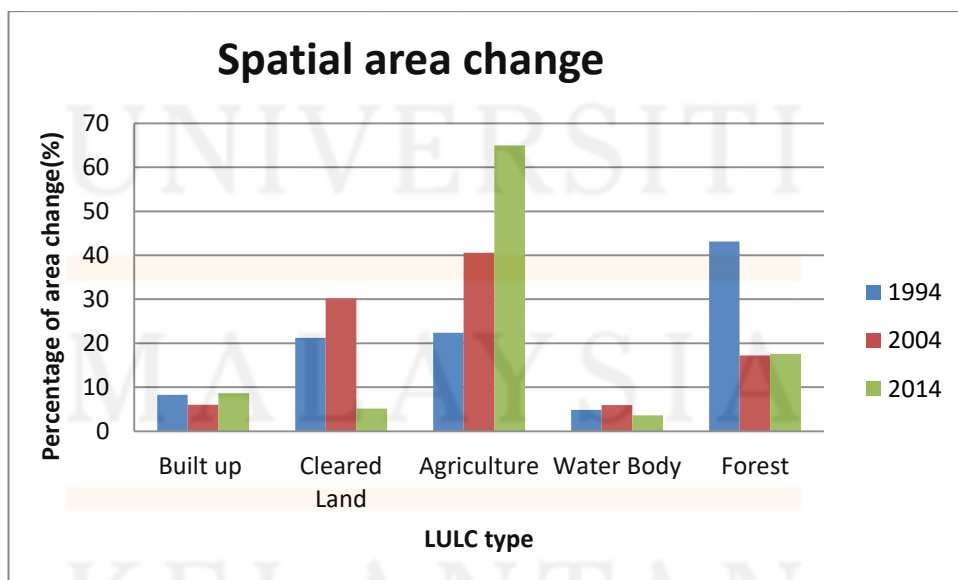 Spatial area change
UNIVERSITI
MALAYSIA
KELANTAN
Percentage of area change(%)
70
60
50
40
30
20
10
0
Built up
Cleared
Land
Agriculture
Water Body
Forest
LULC type
1994
2004
2014